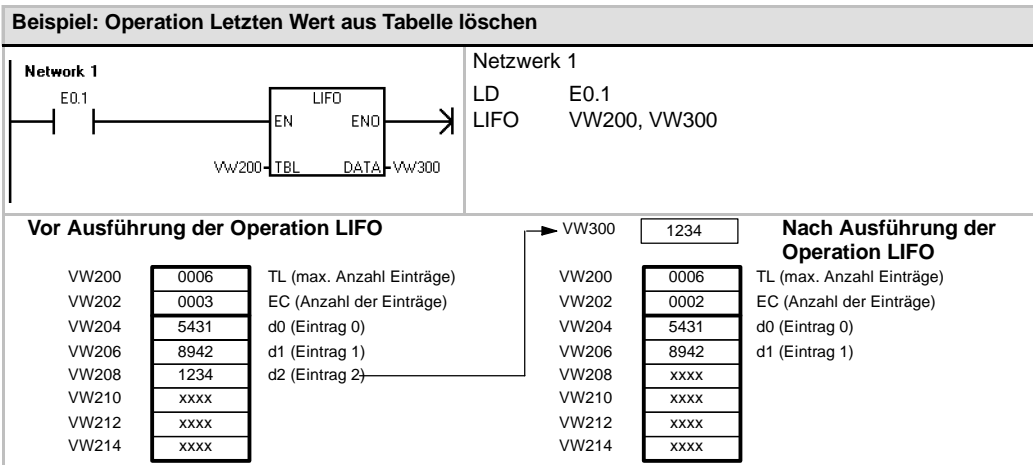 Beispiel: Operation Letzten Wert aus Tabelle löschen
Network 1
E0.1
LIFO
EN ENO
VW200 TBL DATA VW300
Netzwerk 1
LD E0.1
LIFO VW200, VW300
Vor Ausführung der Operation LIFO
VW200 0006 TL (max. Anzahl Einträge)
VW202 0003 EC (Anzahl der Einträge)
VW204 5431 d0 (Eintrag 0)
VW206 8942 d1 (Eintrag 1)
VW208 1234 d2 (Eintrag 2)
VW210 xxxx
VW212 xxxx
VW214 xxxx
VW300 1234
Nach Ausführung der
Operation LIFO
VW200 0006 TL (max. Anzahl Einträge)
VW202 0002 EC (Anzahl der Einträge)
VW204 5431 d0 (Eintrag 0)
VW206 8942 d1 (Eintrag 1)
VW208 xxxx
VW210 xxxx
VW212 xxxx
VW214 xxxx